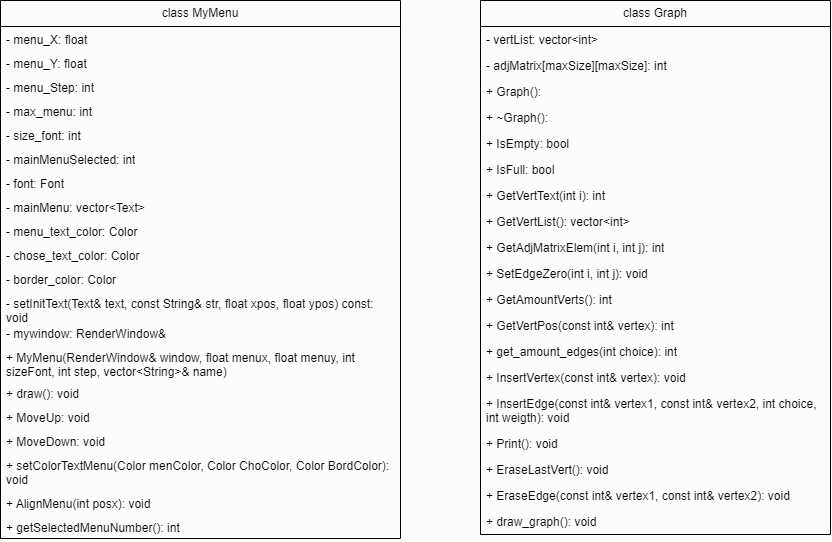 class MyMenu
- menu_X: float
- menu_Y: float
- menu_Step: int
- max_menu: int
- size_font: int
- mainMenuSelected: int
- font: Font
- mainMenu: vector<Text>
- menu_text_color: Color
- chose_text_color: Color
- border_color: Color
- setInitText(Text& text, const String& str, float xpos, float ypos) const:
void
- mywindow: RenderWindow&
+ MyMenu(RenderWindow& window, float menux, float menuy, int
sizeFont, int step, vector<String>& name)
+ draw(): void
+ MoveUp: void
+ MoveDown: void
+ setColorTextMenu(Color menColor, Color ChoColor, Color BordColor):
void
+ AlignMenu(int posx): void
+ getSelectedMenuNumber(): int
class Graph
- vertList: vector<int>
- adjMatrix[maxSize][maxSize]: int
+ Graph():
+ ~Graph():
+ IsEmpty: bool
+ IsFull: bool
+ GetVertText(int i): int
+ GetVertList(): vector<int>
+ GetAdjMatrixElem(int i, int j): int
+ SetEdgeZero(int i, int j): void
+ GetAmountVerts(): int
+ GetVertPos(const int& vertex): int
+ get_amount_edges(int choice): int
+ InsertVertex(const int& vertex): void
+ InsertEdge(const int& vertex1, const int& vertex2, int choice,
int weigth): void
+ Print(): void
+ EraseLastVert(): void
+ EraseEdge(const int& vertex1, const int& vertex2): void
+ draw_graph(): void